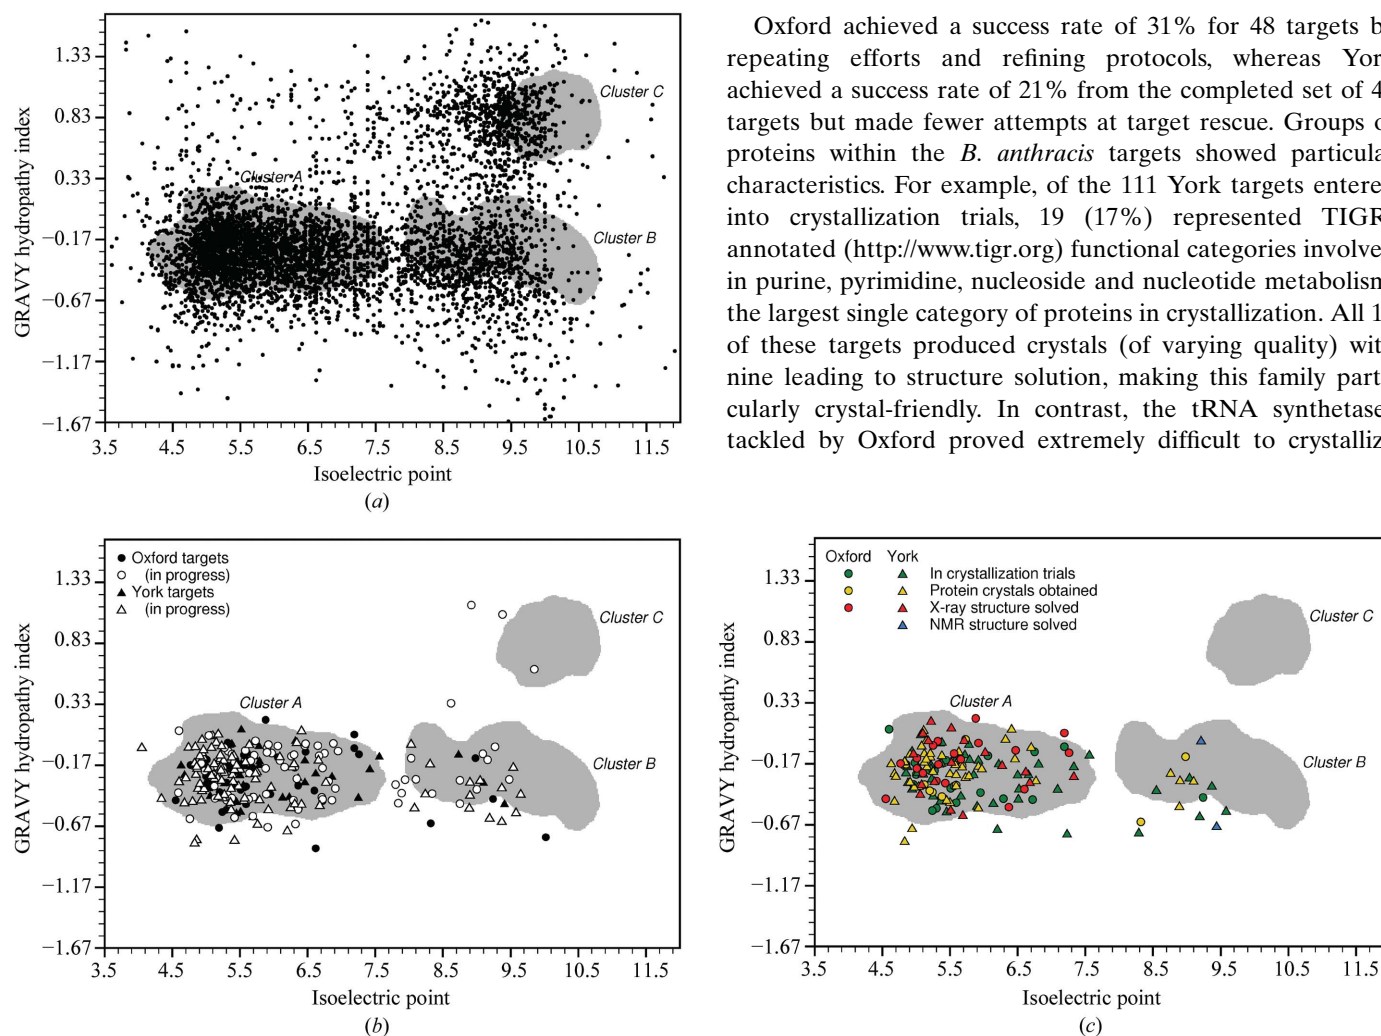 1.33
0.83
0.33
−0.17
−0.67
−1.17
−1.67
GRAVY hydropathy index
Cluster C
Cluster A
Cluster B
3.5 4.5 5.5 6.5 7.5 8.5 9.5 10.5 11.5
Isoelectric point
(a)
Oxford achieved a success rate of 31% for 48 targets b
repeating efforts and refining protocols, whereas Yor
achieved a success rate of 21% from the completed set of 4
targets but made fewer attempts at target rescue. Groups o
proteins within the B. anthracis targets showed particula
characteristics. For example, of the 111 York targets entere
into crystallization trials, 19 (17%) represented TIGR
annotated (http://www.tigr.org) functional categories involve
in purine, pyrimidine, nucleoside and nucleotide metabolism
the largest single category of proteins in crystallization. All 1
of these targets produced crystals (of varying quality) wit
nine leading to structure solution, making this family part
cularly crystal-friendly. In contrast, the tRNA synthetase
tackled by Oxford proved extremely difficult to crystalliz
Oxford targets
(in progress)
York targets
(in progress)
1.33
0.83
0.33
−0.17
−0.67
−1.17
−1.67
GRAVY hydropathy index
Cluster C
Cluster A
Cluster B
3.5 4.5 5.5 6.5 7.5 8.5 9.5 10.5 11.5
Isoelectric point
(b)
Oxford York
In crystallization trials
Protein crystals obtained
X-ray structure solved
NMR structure solved
1.33
0.83
0.33
−0.17
−0.67
−1.17
−1.67
GRAVY hydropathy index
Cluster C
Cluster A
Cluster B
3.5 4.5 5.5 6.5 7.5 8.5 9.5 10.5 11.5
Isoelectric point
(c)